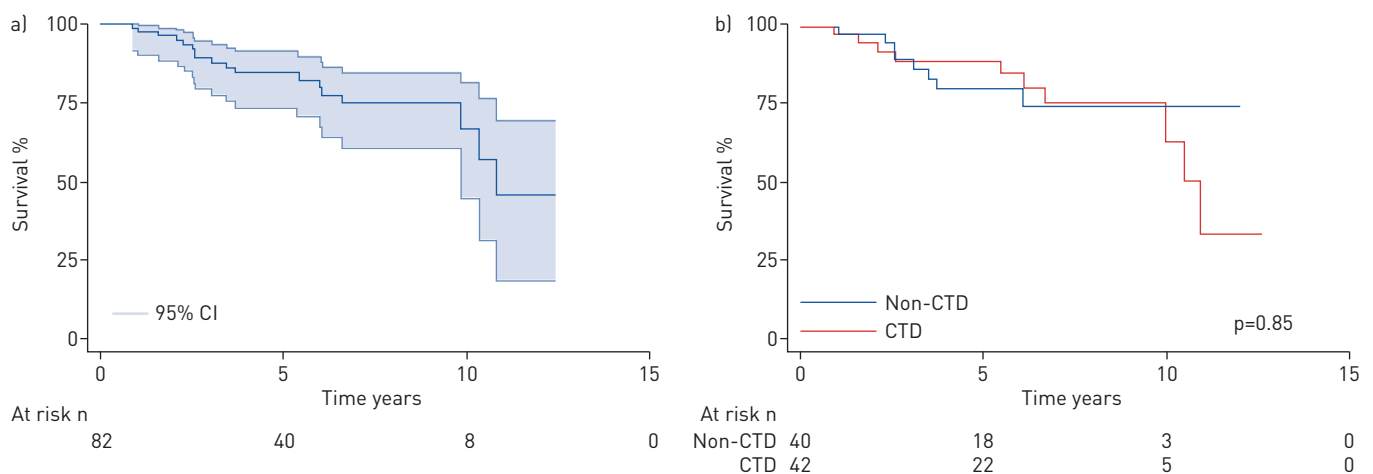 a)
100
75
50
25
0
Survival %
95% CI
0 5 10 15
Time years
At risk n
82 40 8 0
b)
100
75
50
25
0
Survival %
Non-CTD
CTD
p=0.85
0 5 10 15
Time years
At risk n
Non-CTD 40 18 3 0
CTD 42 22 5 0